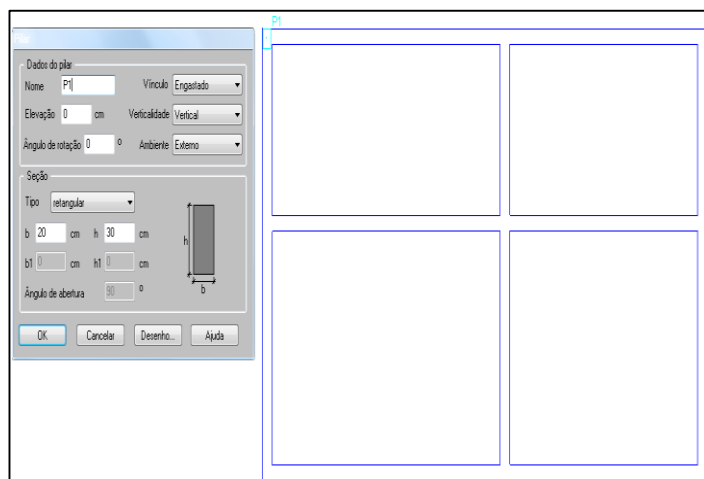 P1
Pilar
Dados do pilar
Nome P1 Vínculo Engastado
Elevação 0 cm Verticalidade Vertical
Ângulo de rotação 0 º Ambiente Externo
Seção
Tipo retangular
b 20 cm h 30 cm
b1 0 cm h1 0 cm
Ângulo de abertura 90 º
h
b
OK Cancelar Desenho... Ajuda